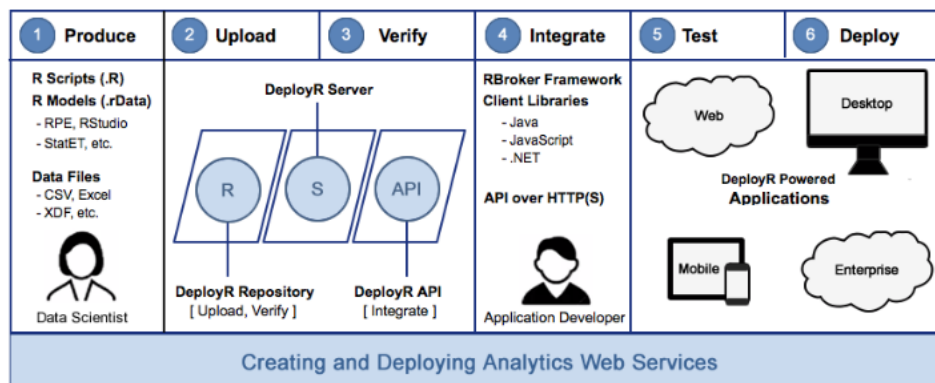 1 Produce
2 Upload
3 Verify
4 Integrate
5 Test
6 Deploy
R Scripts (.R)
R Models (.rData)
- RPE, RStudio
- StatET, etc.
Data Files
- CSV, Excel
- XDF, etc.
Data Scientist
DeployR Server
R
S
API
DeployR Repository
[ Upload, Verify ]
DeployR API
[ Integrate ]
RBroker Framework
Client Libraries
- Java
- JavaScript
- .NET
API over HTTP(S)
Application Developer
Web
Desktop
DeployR Powered
Applications
Mobile
Enterprise
Creating and Deploying Analytics Web Services